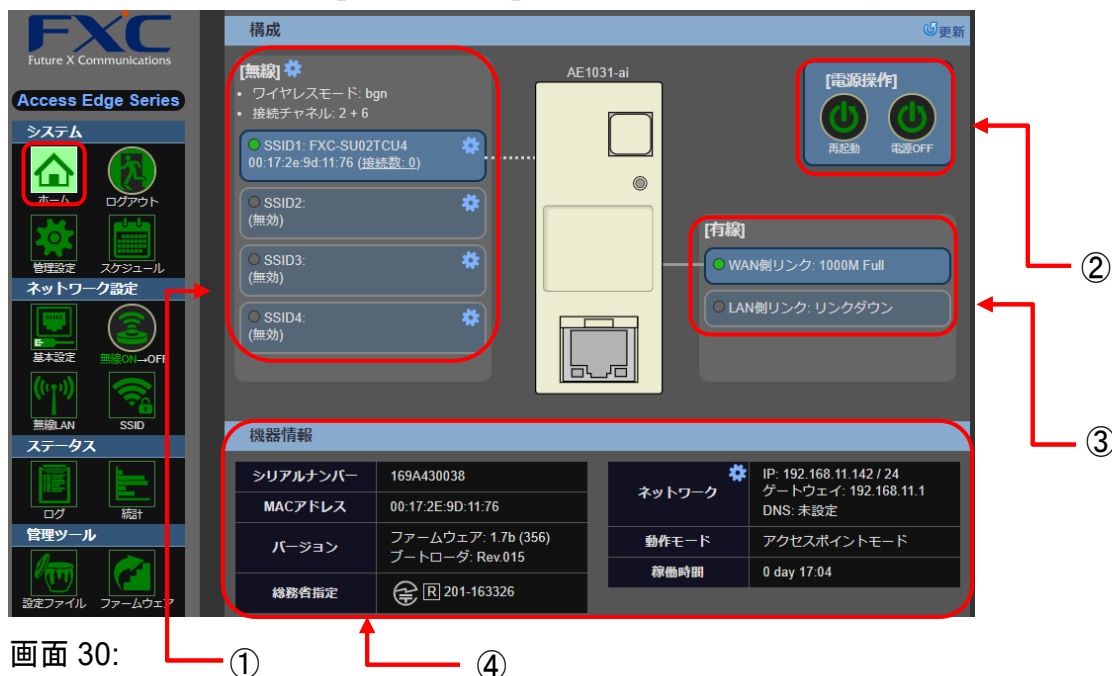 FXC
Future X Communications
Access Edge Series
システム
ホーム
ログアウト
管理設定
スケジュール
ネットワーク設定
基本設定
無線ON→OFF
無線LAN
SSID
ステータス
ログ
統計
管理ツール
設定ファイル
ファームウェア
構成
更新
[無線]
• ワイヤレスモード: bgn
• 接続チャネル: 2 + 6
SSID1: FXC-SU02TCU4
00:17:2e:9d:11:76 (接続数: 0)
SSID2:
(無効)
SSID3:
(無効)
SSID4:
(無効)
AE1031-ai
[電源操作]
再起動
電源OFF
[有線]
WAN側リンク: 1000M Full
LAN側リンク: リンクダウン
②
③
機器情報
シリアルナンバー
169A430038
MACアドレス
00:17:2E:9D:11:76
バージョン
ファームウェア: 1.7b (356)
ブートローダ: Rev.015
総務省指定
R 201-163326
ネットワーク
IP: 192.168.11.142 / 24
ゲートウェイ: 192.168.11.1
DNS: 未設定
動作モード
アクセスポイントモード
稼働時間
0 day 17:04
画面 30:
①
④